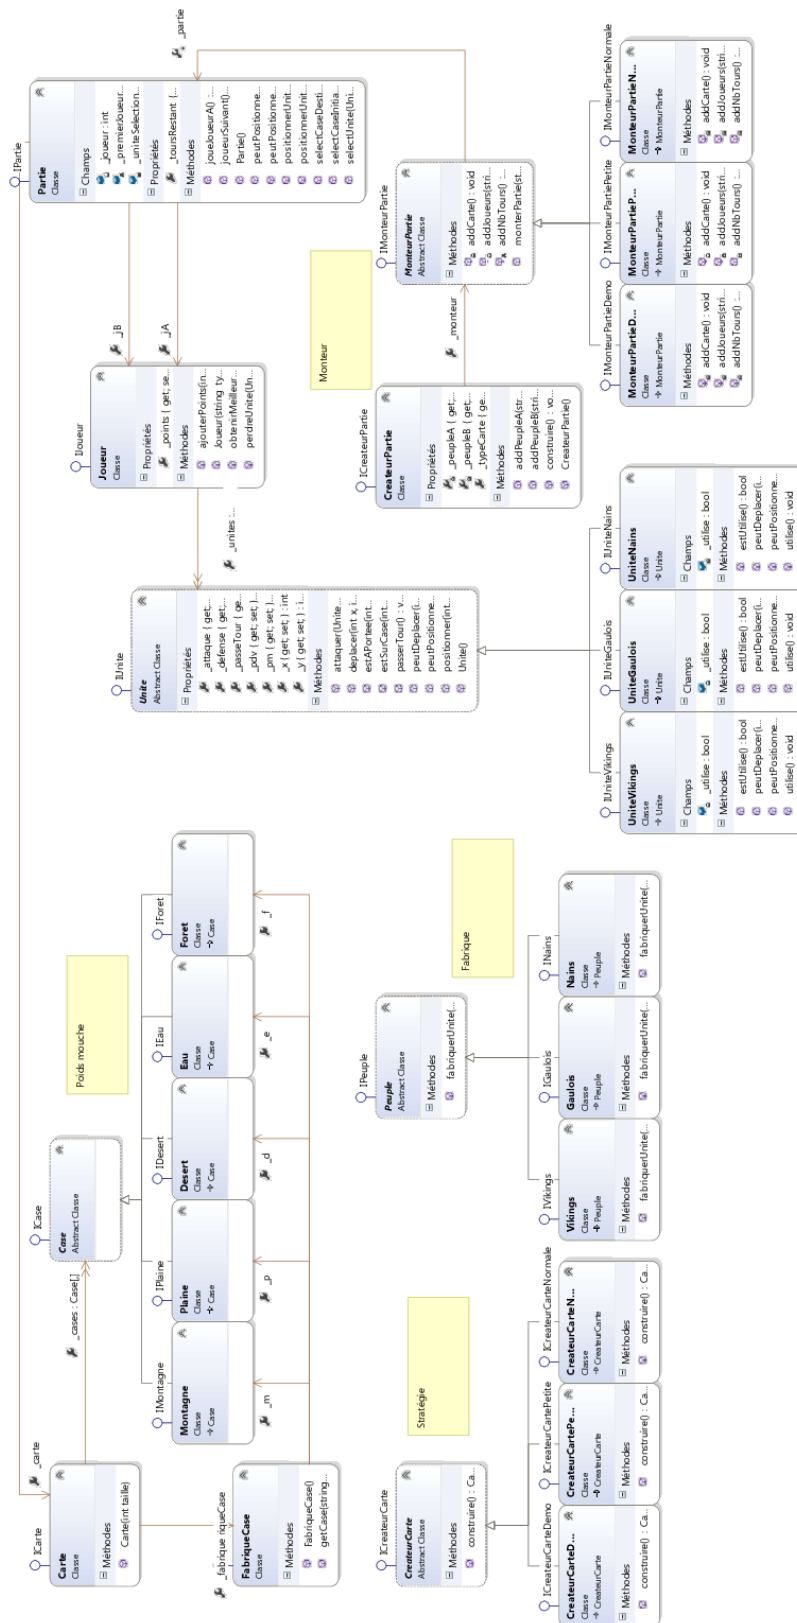 ICarte
Carte
Classe
Méthodes
Carte(int taille)
_carte
_cases : Case[,]
ICase
Case
Abstract Classe
Poids mouche
_fabrique
riqueCase
FabriqueCase
Classe
Méthodes
FabriqueCase()
getCase(string...
IMontagne
Montagne
Classe
Case
_m
IPlaine
Plaine
Classe
Case
_p
IDesert
Desert
Classe
Case
_d
IEau
Eau
Classe
Case
_e
IForet
Foret
Classe
Case
_f
ICreateurCarte
CreateurCarte
Abstract Classe
Méthodes
construire() : Ca...
Stratégie
ICreateurCarteDemo
CreateurCarteD...
Classe
CreateurCarte
Méthodes
construire() : Ca...
ICreateurCartePetite
CreateurCartePe...
Classe
CreateurCarte
Méthodes
construire() : Ca...
ICreateurCarteNormale
CreateurCarteN...
Classe
CreateurCarte
Méthodes
construire() : Ca...
IPeuple
Peuple
Abstract Classe
Méthodes
fabriquerUnite(...
Fabrique
IVikings
Vikings
Classe
Peuple
Méthodes
fabriquerUnite(...
IGaulois
Gaulois
Classe
Peuple
Méthodes
fabriquerUnite(...
INains
Nains
Classe
Peuple
Méthodes
fabriquerUnite(...
IUnite
Unite
Abstract Classe
Propriétés
_attaque { get;...
_defense { get;...
_passeTour { ge...
_pdv { get; set; }...
_pm { get; set; }...
_x { get; set; } : int
_y { get; set; } : i...
Méthodes
attaquer(Unite...
deplacer(int x, i...
estAPortee(int...
estSurCase(int...
passerTour() : v...
peutDeplacer(i...
peutPositionne...
positionner(int...
Unite()
_unites :...
IUniteVikings
UniteVikings
Classe
Unite
Champs
_utilise : bool
Méthodes
estUtilise() : bool
peutDeplacer(i...
peutPositionne...
utilise() : void
IUniteGaulois
UniteGaulois
Classe
Unite
Champs
_utilise : bool
Méthodes
estUtilise() : bool
peutDeplacer(i...
peutPositionne...
utilise() : void
IUniteNains
UniteNains
Classe
Unite
Champs
_utilise : bool
Méthodes
estUtilise() : bool
peutDeplacer(i...
peutPositionne...
utilise() : void
IJoueur
Joueur
Classe
Propriétés
_points { get; se...
Méthodes
ajouterPoints(in...
Joueur(string ty...
obtenirMeilleur...
perdreUnite(Un...
_jB
_jA
IPartie
Partie
Classe
Champs
_joueur : int
_premierJoueur...
_uniteSelection...
Propriétés
_toursRestant {...
Méthodes
joueJoueurA() :...
joueurSuivant()...
Partie()
peutPositionne...
peutPositionne...
positionnerUnit...
positionnerUnit...
selectCaseDesti...
selectCaseInitia...
selectUnite(Uni...
_partie
Monteur
ICreateurPartie
CreateurPartie
Classe
Propriétés
_peupleA { get;...
_peupleB { get;...
_typeCarte { ge...
Méthodes
addPeupleA(str...
addPeupleB(stri...
construire() : vo...
CreateurPartie()
_monteur
IMonteurPartie
MonteurPartie
Abstract Classe
Méthodes
addCarte() : void
addJoueurs(stri...
addNbTours() :...
monterPartie(st...
IMonteurPartieDemo
MonteurPartieD...
Classe
MonteurPartie
Méthodes
addCarte() : void
addJoueurs(stri...
addNbTours() :...
IMonteurPartiePetite
MonteurPartieP...
Classe
MonteurPartie
Méthodes
addCarte() : void
addJoueurs(stri...
addNbTours() :...
IMonteurPartieNormale
MonteurPartieN...
Classe
MonteurPartie
Méthodes
addCarte() : void
addJoueurs(stri...
addNbTours() :...